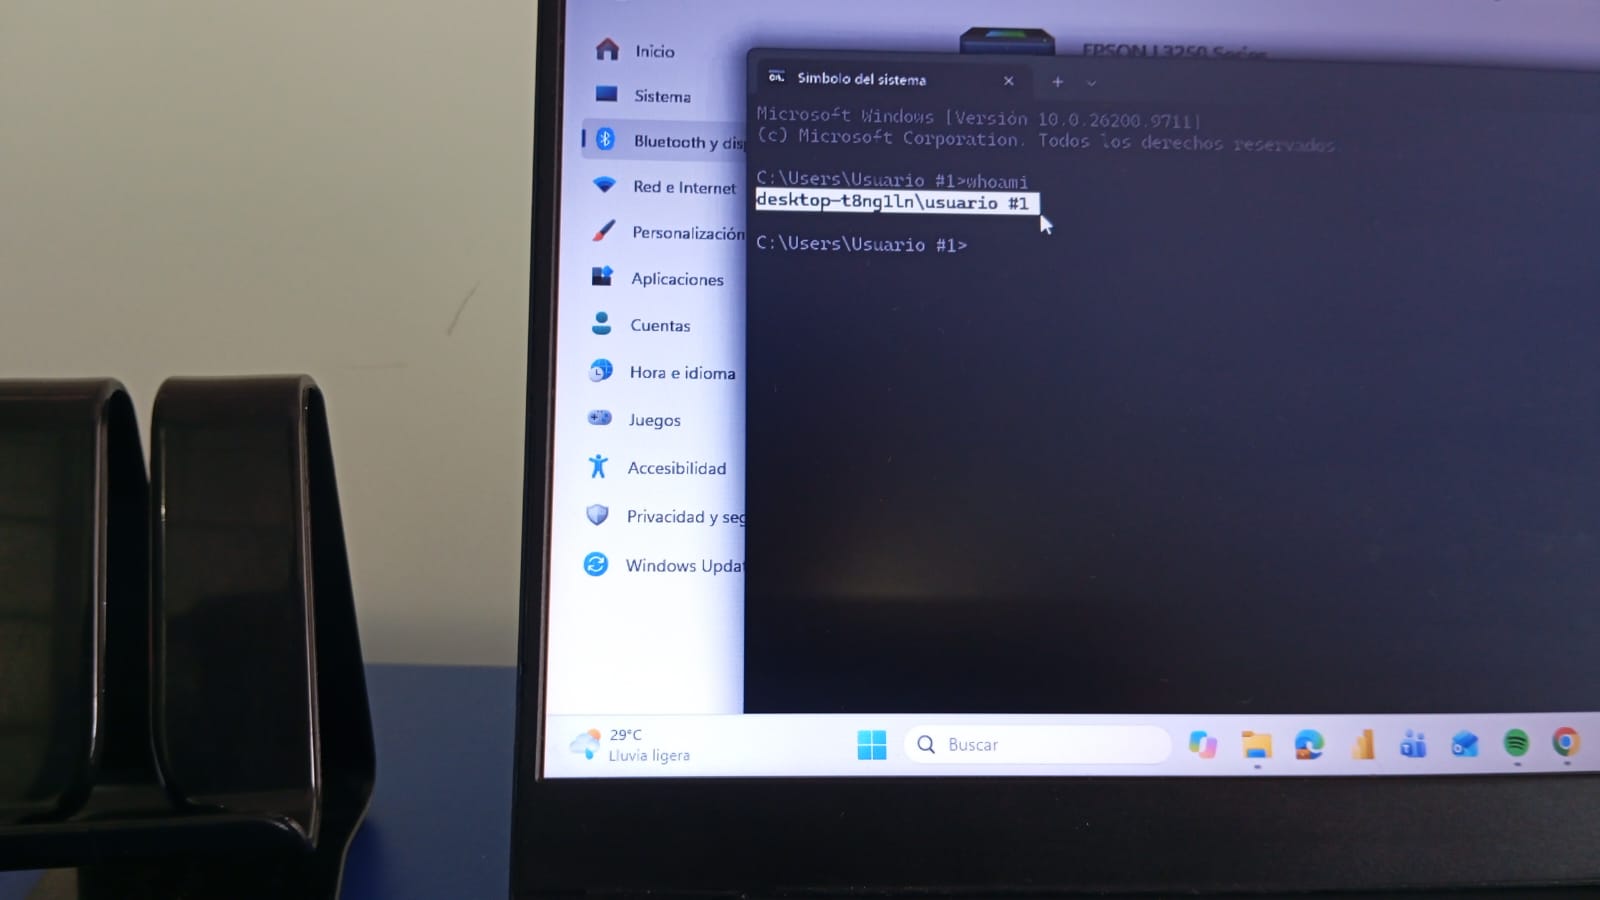 Inicio
Sistema
Bluetooth y dis
Red e Internet
Personalización
Aplicaciones
Cuentas
Hora e idioma
Juegos
Accesibilidad
Privacidad y seg
Windows Updat
EPSON L3250 Series
Símbolo del sistema
Microsoft Windows [Versión 10.0.26200.9711]
(c) Microsoft Corporation. Todos los derechos reservados.
C:\Users\Usuario #1>whoami
desktop-t8ng1ln\usuario #1
C:\Users\Usuario #1>
29°C
Lluvia ligera
Buscar